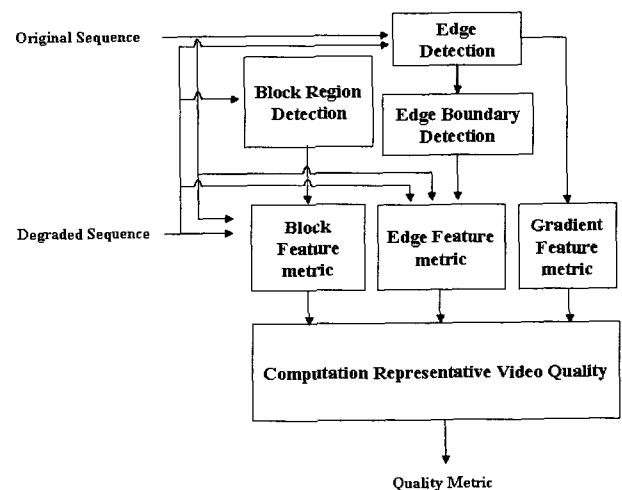 Original Sequence
Edge
Detection
Block Region
Detection
Edge Boundary
Detection
Degraded Sequence
Block
Feature
metric
Edge Feature
metric
Gradient
Feature
metric
Computation Representative Video Quality
Quality Metric